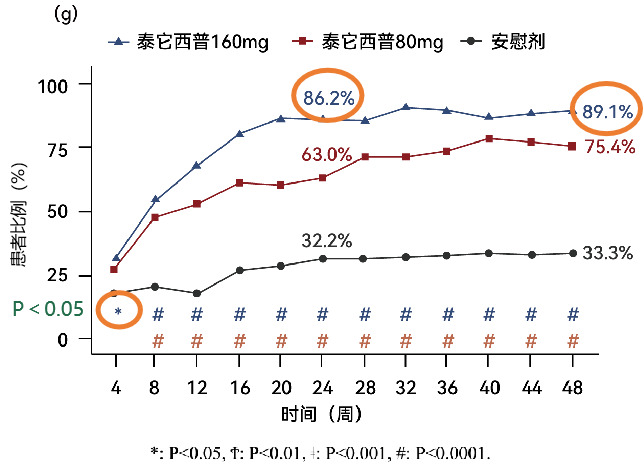 (g)
泰它西普160mg 泰它西普80mg 安慰剂
100
75
50
25
0
患者比例（%）
86.2%
89.1%
63.0%
75.4%
32.2%
33.3%
P < 0.05
* # # # # # # # # # # #
# # # # # # # # # # #
4 8 12 16 20 24 28 32 36 40 44 48
时间（周）
*: P<0.05, †: P<0.01, ‡: P<0.001, #: P<0.0001.